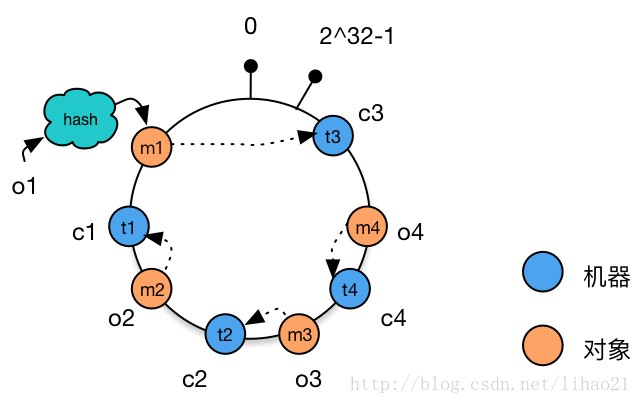 0
2^32-1
hash
c3
t3
m1
o1
c1
t1
m4
o4
m2
t4
机器
o2
t2
m3
c4
对象
c2
o3
http://blog.csdn.net/lihao21